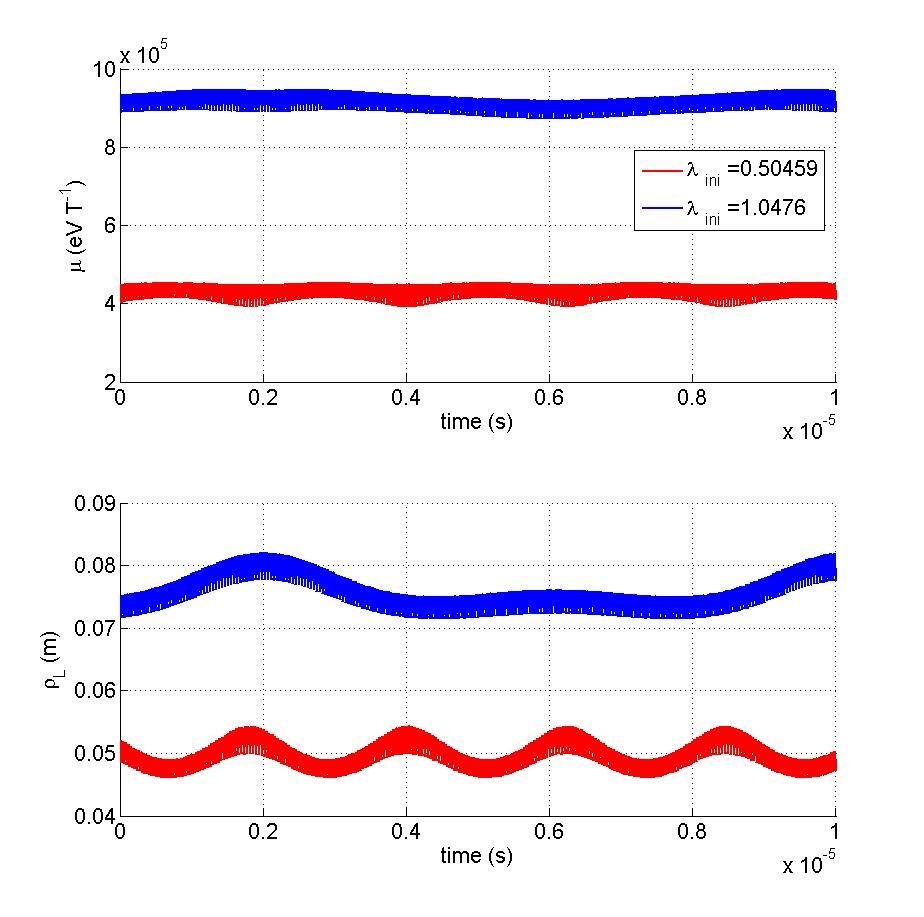 x 10^5
10
8
6
4
2
μ (eV T^-1)
λ ini =0.50459
λ ini =1.0476
0 0.2 0.4 0.6 0.8 1
time (s)
x 10^-5
0.09
0.08
0.07
0.06
0.05
0.04
ρ_L (m)
0 0.2 0.4 0.6 0.8 1
time (s)
x 10^-5